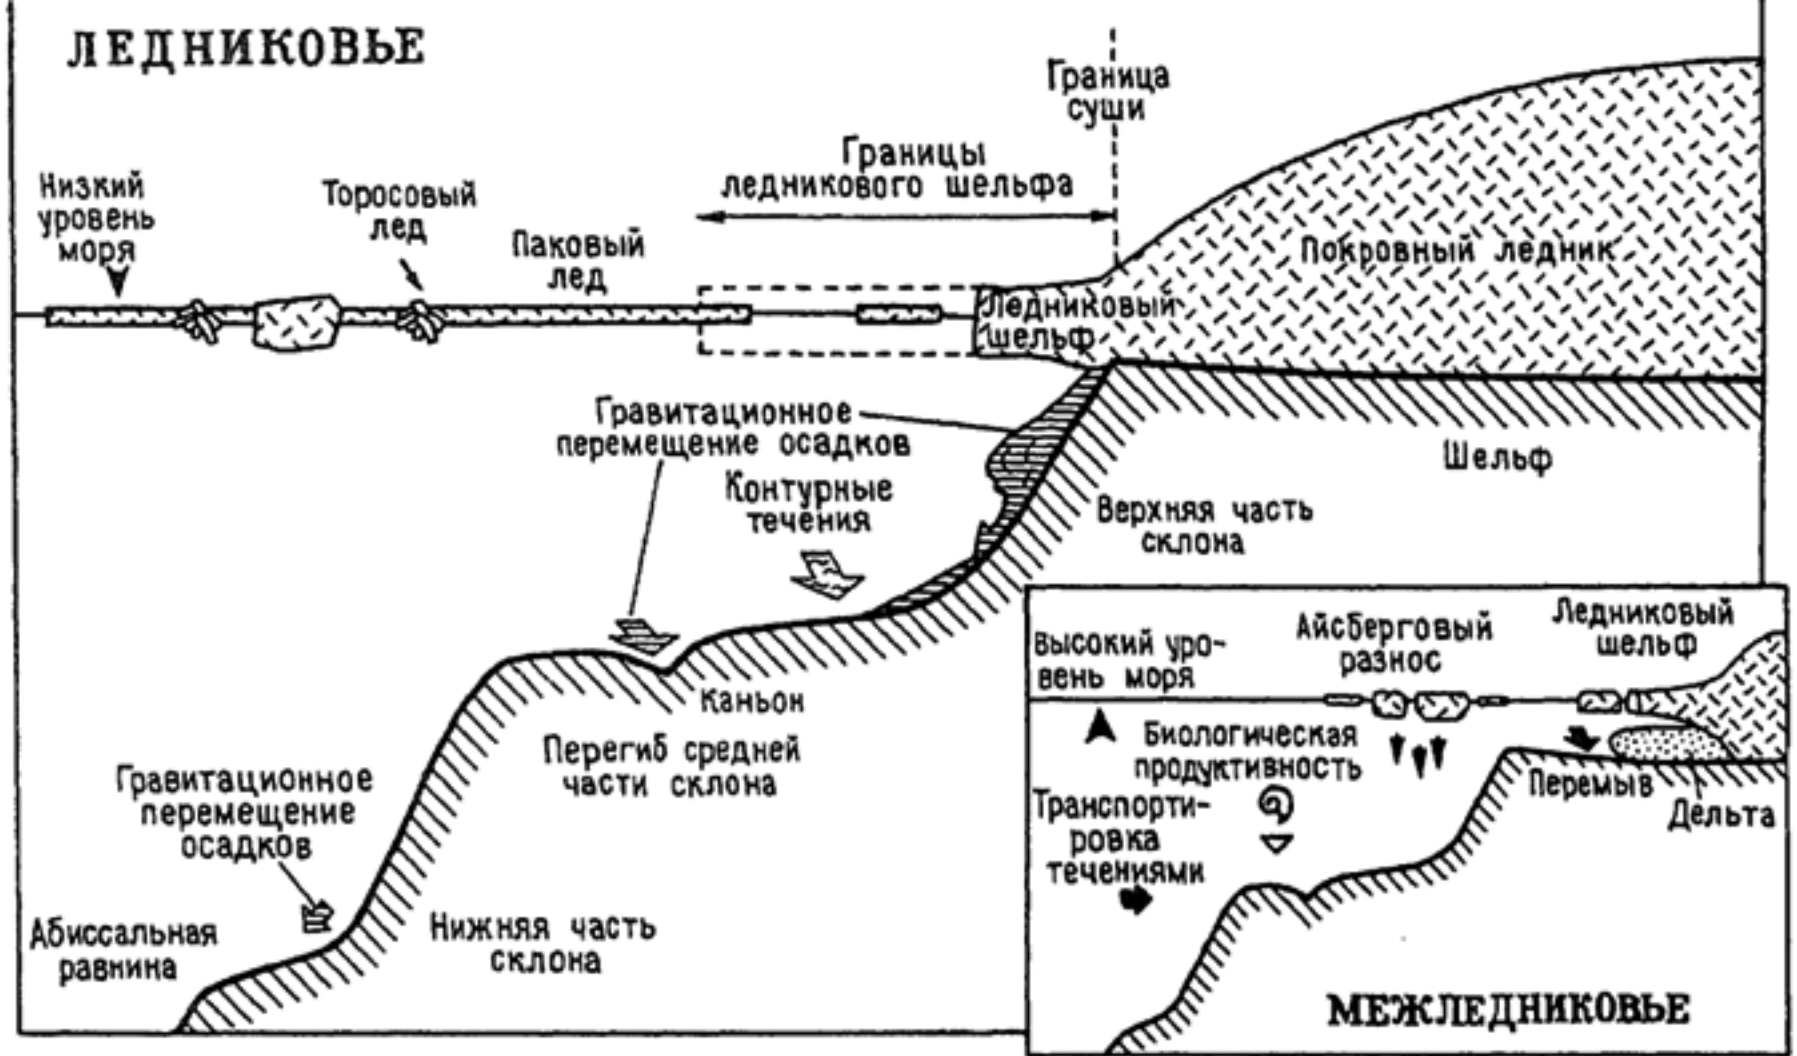 ЛЕДНИКОВЬЕ
Граница
суши
Границы
ледникового шельфа
Низкий
уровень
моря
Торосовый
лед
Паковый
лед
Покровный ледник
Ледниковый
шельф
Гравитационное
перемещение осадков
Контурные
течения
Шельф
Верхняя часть
склона
Каньон
Перегиб средней
части склона
Гравитационное
перемещение
осадков
Абиссальная
равнина
Нижняя часть
склона
Высокий уро-
вень моря
Айсберговый
разнос
Ледниковый
шельф
Биологическая
продуктивность
Перемыв
Дельта
Транспорти-
ровка
течениями
МЕЖЛЕДНИКОВЬЕ